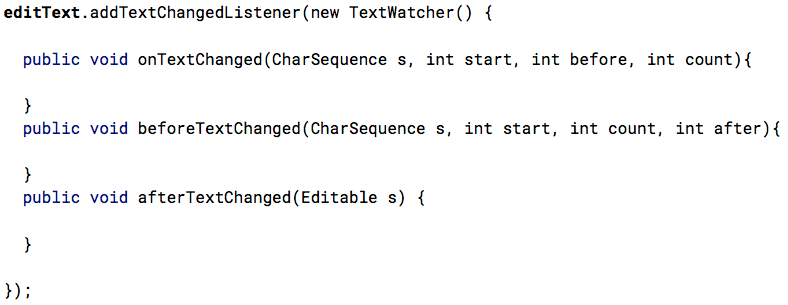 editText.addTextChangedListener(new TextWatcher() {
public void onTextChanged(CharSequence s, int start, int before, int count){
}
public void beforeTextChanged(CharSequence s, int start, int count, int after){
}
public void afterTextChanged(Editable s) {
}
});